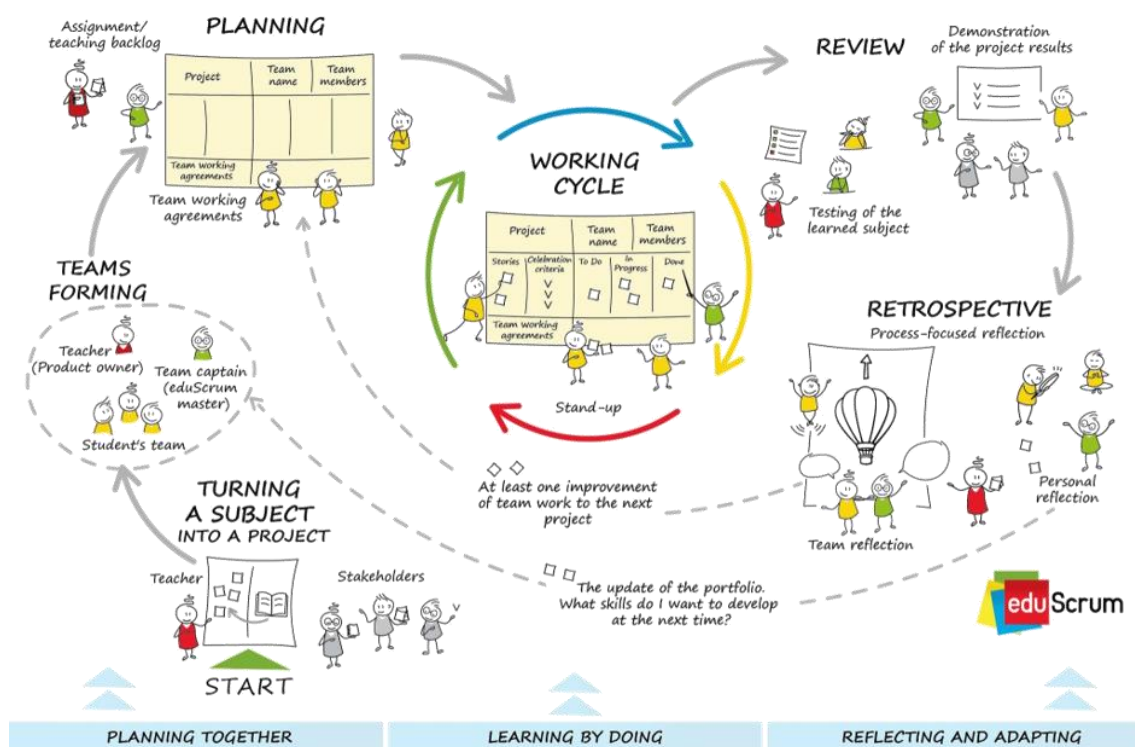 Assignment/
teaching backlog
PLANNING
Project
Team
name
Team
members
Team working
agreements
Team working
agreements
TEAMS
FORMING
Teacher
(Product owner)
Team captain
(eduScrum
master)
Student's team
TURNING
A SUBJECT
INTO A PROJECT
Teacher
Stakeholders
START
WORKING
CYCLE
Project
Team
name
Team
members
Stories
Celebration
criteria
To Do
In
Progress
Done
Team working
agreements
Stand-up
At least one improvement
of team work to the next
project
The update of the portfolio.
What skills do I want to develop
at the next time?
REVIEW
Demonstration
of the project results
Testing of the
learned subject
RETROSPECTIVE
Process-focused reflection
Personal
reflection
Team reflection
eduScrum
PLANNING TOGETHER
LEARNING BY DOING
REFLECTING AND ADAPTING